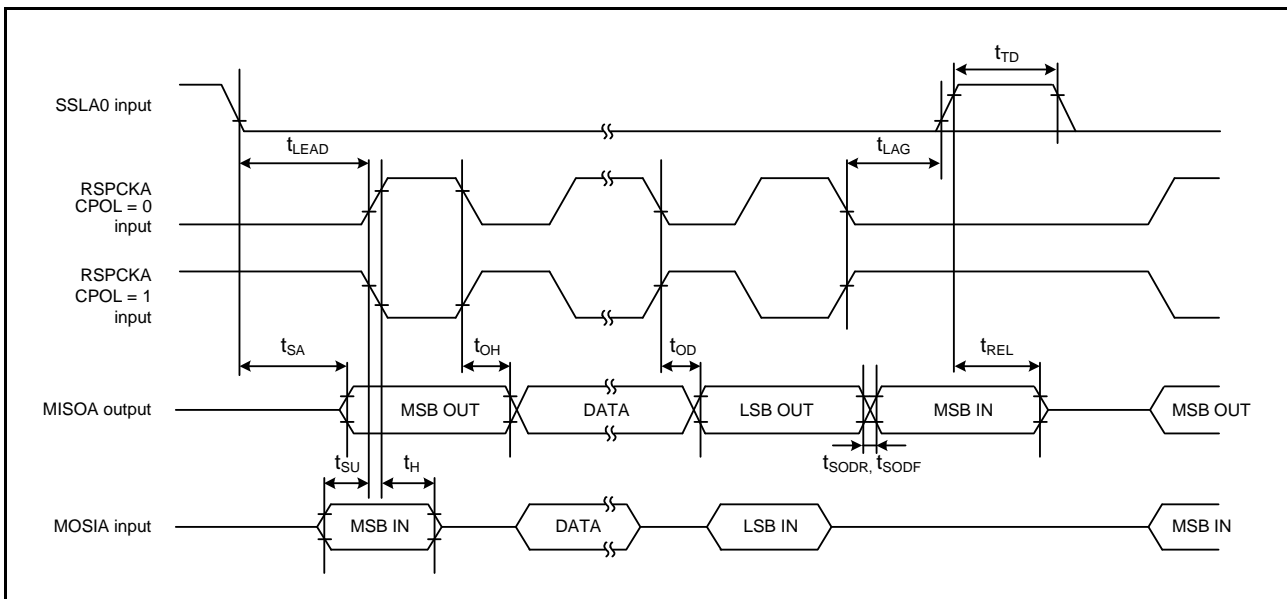 tTD
SSLA0 input
tLEAD
tLAG
RSPCKA
CPOL = 0
input
RSPCKA
CPOL = 1
input
tSA
tOH
tOD
tREL
MISOA output
MSB OUT
DATA
LSB OUT
MSB IN
MSB OUT
tSU
tH
tSODR, tSODF
MOSIA input
MSB IN
DATA
LSB IN
MSB IN